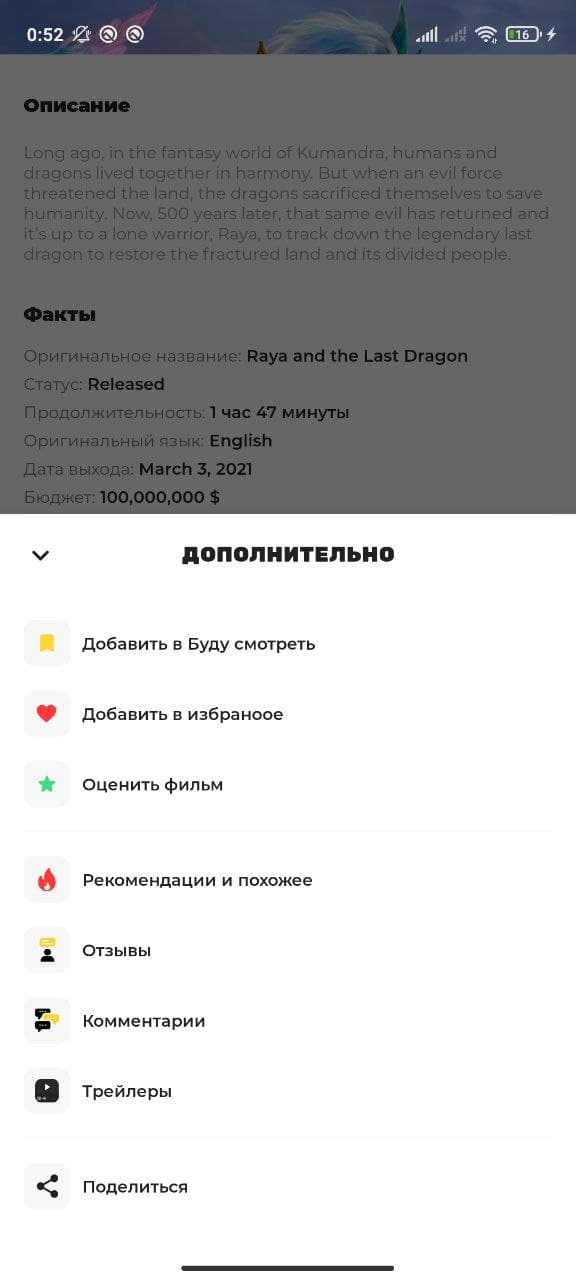 0:52
16
Описание
Long ago, in the fantasy world of Kumandra, humans and
dragons lived together in harmony. But when an evil force
threatened the land, the dragons sacrificed themselves to save
humanity. Now, 500 years later, that same evil has returned and
it's up to a lone warrior, Raya, to track down the legendary last
dragon to restore the fractured land and its divided people.
Факты
Оригинальное название: Raya and the Last Dragon
Статус: Released
Продолжительность: 1 час 47 минуты
Оригинальный язык: English
Дата выхода: March 3, 2021
Бюджет: 100,000,000 $
ДОПОЛНИТЕЛЬНО
Добавить в Буду смотреть
Добавить в избраноое
Оценить фильм
Рекомендации и похожее
Отзывы
Комментарии
Трейлеры
Поделиться